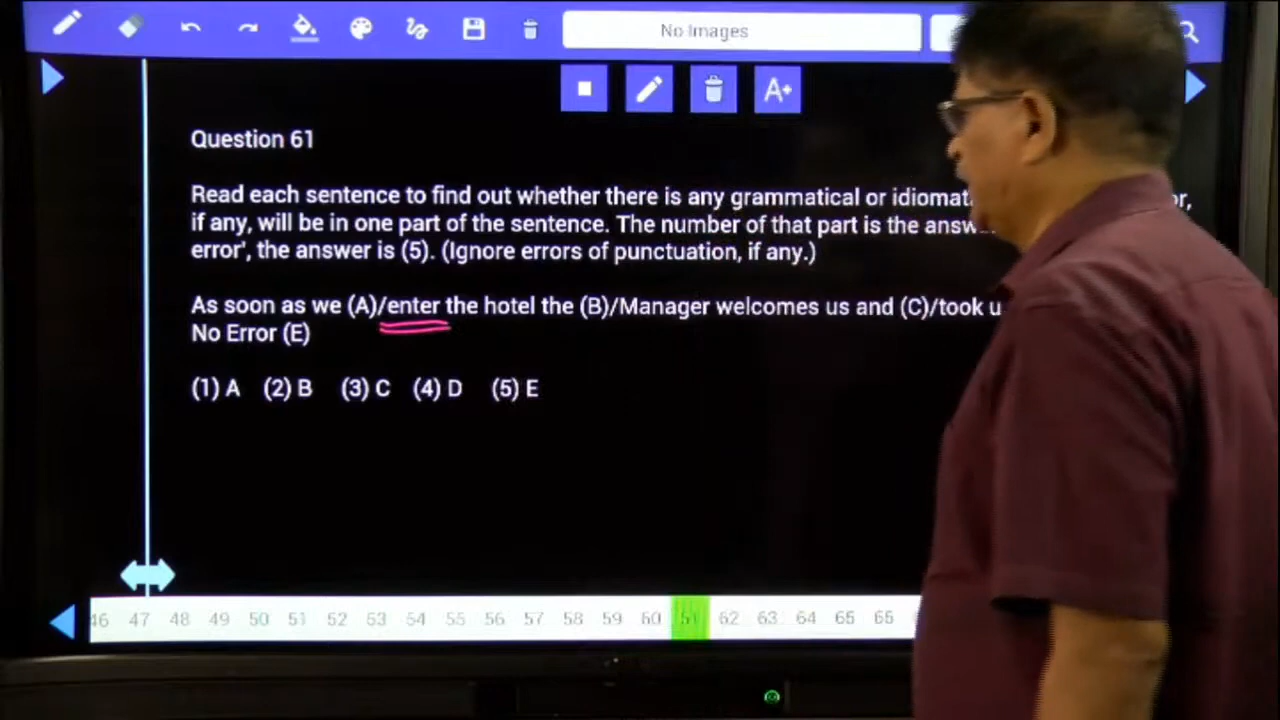 No Images
A+
Question 61
Read each sentence to find out whether there is any grammatical or
if any, will be in one part of the sentence. The number of that part is the
error', the answer is (5). (Ignore errors of punctuation, if any.)
As soon as we (A)/enter the hotel the (B)/Manager welcomes us and (C)/took
No Error (E)
(1) A (2) B (3) C (4) D (5) E
46 47 48 49 50 51 52 53 54 55 56 57 58 59 60 61 62 63 64 65 65